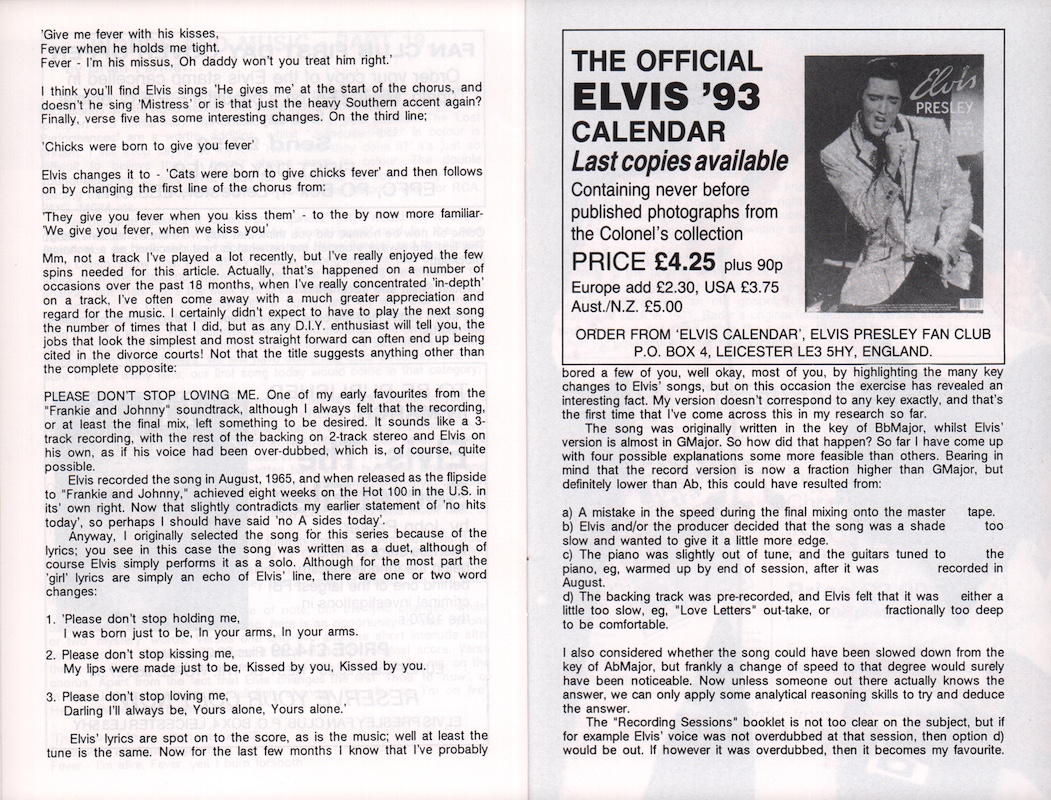 'Give me fever with his kisses,
Fever when he holds me tight.
Fever - I'm his missus, Oh daddy won't you treat him right.'
I think you'll find Elvis sings 'He gives me' at the start of the chorus, and
doesn't he sing 'Mistress' or is that just the heavy Southern accent again?
Finally, verse five has some interesting changes. On the third line;
'Chicks were born to give you fever'
Elvis changes it to - 'Cats were born to give chicks fever' and then follows
on by changing the first line of the chorus from:
'They give you fever when you kiss them' - to the by now more familiar-
'We give you fever, when we kiss you'
Mm, not a track I've played a lot recently, but I've really enjoyed the few
spins needed for this article. Actually, that's happened on a number of
occasions over the past 18 months, when I've really concentrated 'in-depth'
on a track, I've often come away with a much greater appreciation and
regard for the music. I certainly didn't expect to have to play the next song
the number of times that I did, but as any D.I.Y. enthusiast will tell you, the
jobs that look the simplest and most straight forward can often end up being
cited in the divorce courts! Not that the title suggests anything other than
the complete opposite:
PLEASE DON'T STOP LOVING ME. One of my early favourites from the
"Frankie and Johnny" soundtrack, although I always felt that the recording,
or at least the final mix, left something to be desired. It sounds like a 3-
track recording, with the rest of the backing on 2-track stereo and Elvis on
his own, as if his voice had been over-dubbed, which is, of course, quite
possible.
Elvis recorded the song in August, 1965, and when released as the flipside
to "Frankie and Johnny," achieved eight weeks on the Hot 100 in the U.S. in
its' own right. Now that slightly contradicts my earlier statement of 'no hits
today', so perhaps I should have said 'no A sides today'.
Anyway, I originally selected the song for this series because of the
lyrics; you see in this case the song was written as a duet, although of
course Elvis simply performs it as a solo. Although for the most part the
'girl' lyrics are simply an echo of Elvis' line, there are one or two word
changes:
1. 'Please don't stop holding me,
I was born just to be, In your arms, In your arms.
2. Please don't stop kissing me,
My lips were made just to be, Kissed by you, Kissed by you.
3. Please don't stop loving me,
Darling I'll always be, Yours alone, Yours alone.'
Elvis' lyrics are spot on to the score, as is the music; well at least the
tune is the same. Now for the last few months I know that I've probably
THE OFFICIAL
ELVIS '93
CALENDAR
Last copies available
Containing never before
published photographs from
the Colonel's collection
PRICE £4.25 plus 90p
Europe add £2.30, USA £3.75
Aust./N.Z. £5.00
Elvis
PRESLEY
ORDER FROM 'ELVIS CALENDAR', ELVIS PRESLEY FAN CLUB
P.O. BOX 4, LEICESTER LE3 5HY, ENGLAND.
bored a few of you, well okay, most of you, by highlighting the many key
changes to Elvis' songs, but on this occasion the exercise has revealed an
interesting fact. My version doesn't correspond to any key exactly, and that's
the first time that I've come across this in my research so far.
The song was originally written in the key of BbMajor, whilst Elvis'
version is almost in GMajor. So how did that happen? So far I have come up
with four possible explanations some more feasible than others. Bearing in
mind that the record version is now a fraction higher than GMajor, but
definitely lower than Ab, this could have resulted from:
a) A mistake in the speed during the final mixing onto the master tape.
b) Elvis and/or the producer decided that the song was a shade too
slow and wanted to give it a little more edge.
c) The piano was slightly out of tune, and the guitars tuned to the
piano, eg, warmed up by end of session, after it was recorded in
August.
d) The backing track was pre-recorded, and Elvis felt that it was either a
little too slow, eg, "Love Letters" out-take, or fractionally too deep
to be comfortable.
I also considered whether the song could have been slowed down from the
key of AbMajor, but frankly a change of speed to that degree would surely
have been noticeable. Now unless someone out there actually knows the
answer, we can only apply some analytical reasoning skills to try and deduce
the answer.
The "Recording Sessions" booklet is not too clear on the subject, but if
for example Elvis' voice was not overdubbed at that session, then option d)
would be out. If however it was overdubbed, then it becomes my favourite.